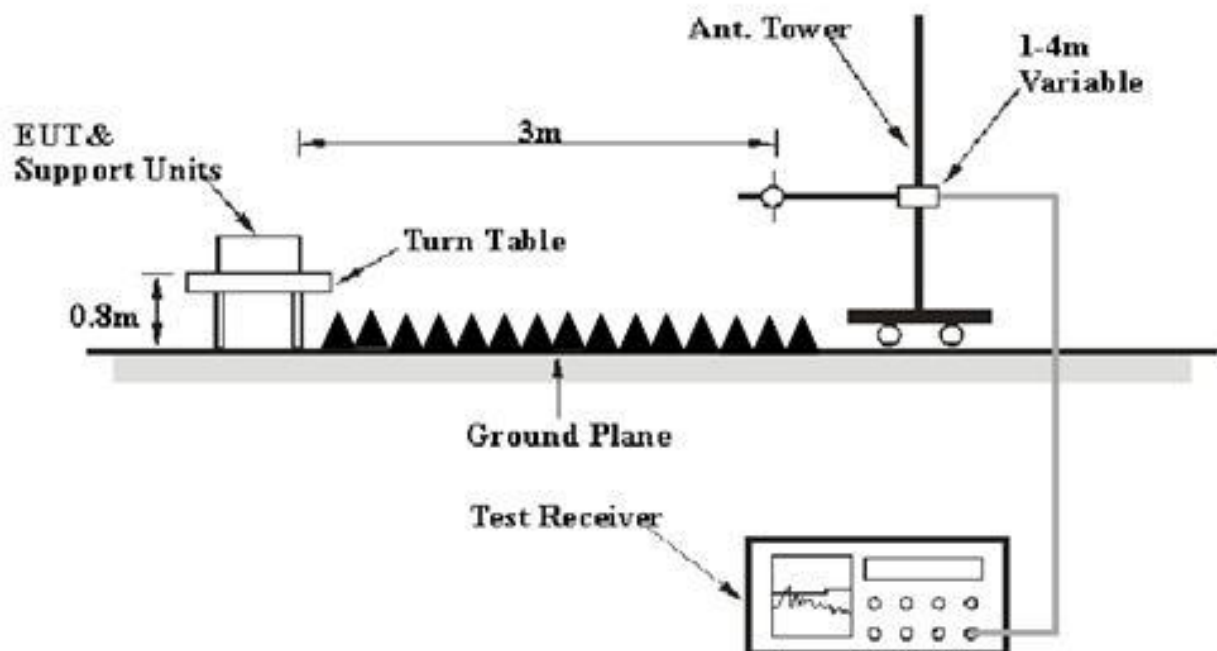 Ant. Tower
1-4m
Variable
3m
EUT&
Support Units
Turn Table
0.8m
Ground Plane
Test Receiver